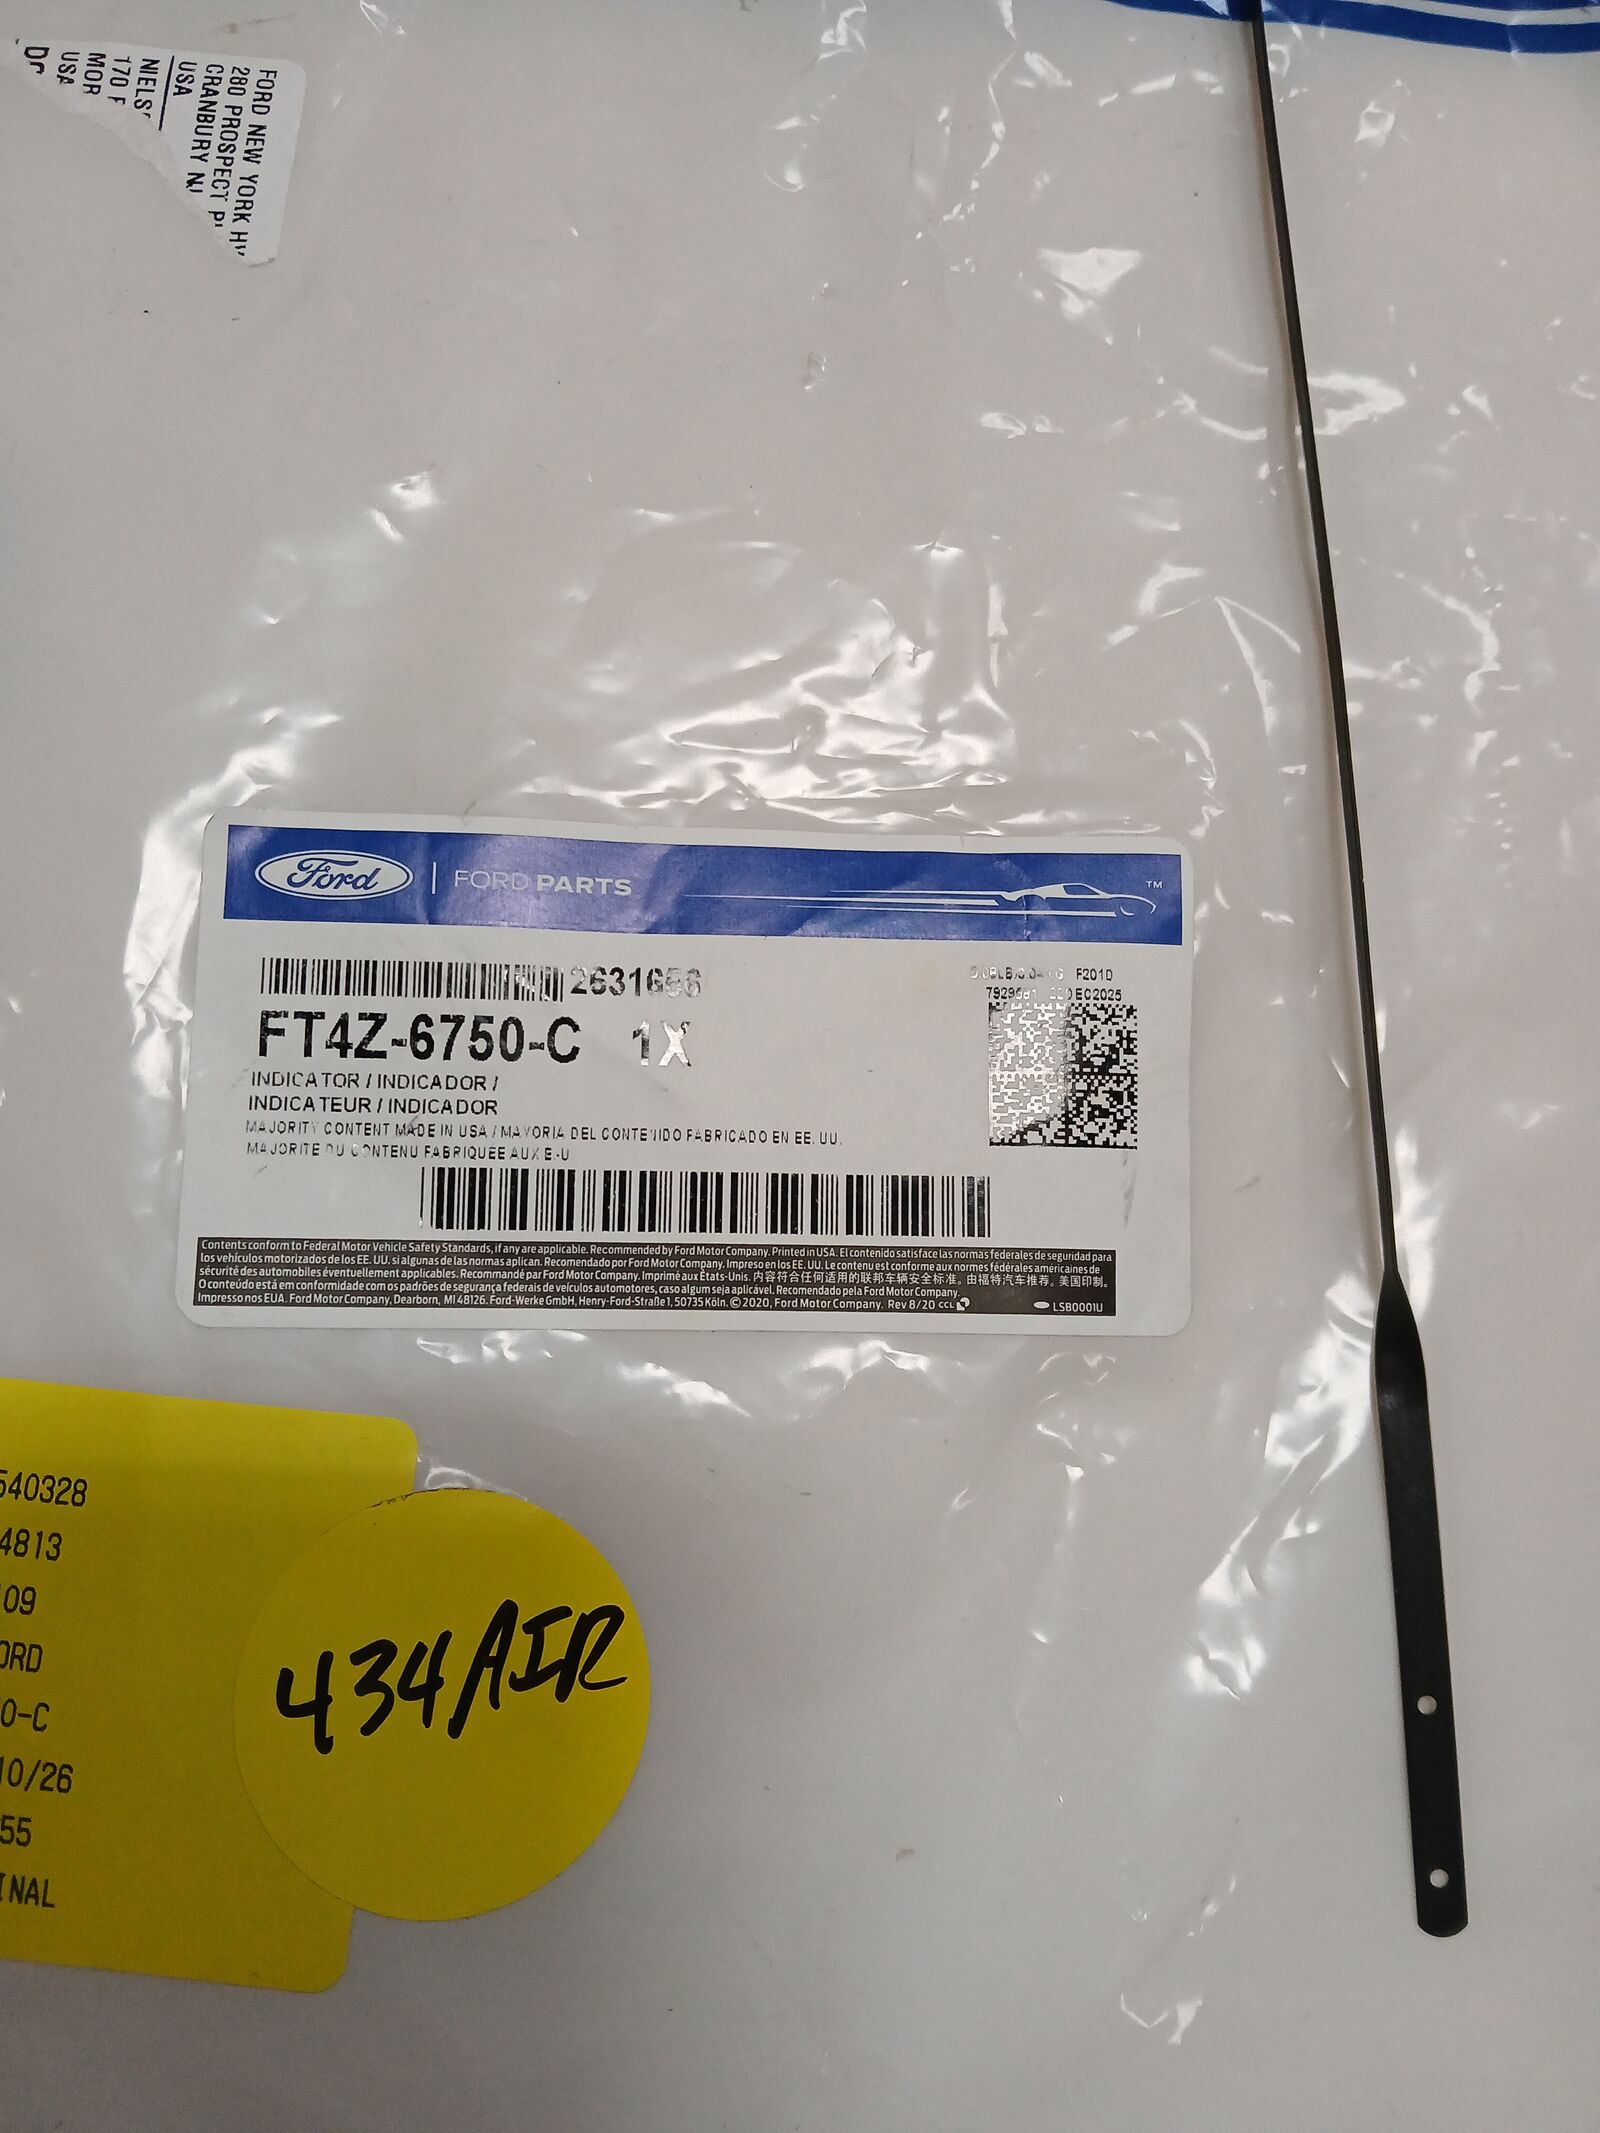 FORD NEW YORK
280 PROSPECT
CRANBURY NJ
USA
170
MOR
USA
Ford | FORD PARTS ™
2631656
F201D
DEC2025
FT4Z-6750-C 1X
INDICATOR / INDICADOR /
INDICATEUR / INDICADOR
MAJORITY CONTENT MADE IN USA / MAYORIA DEL CONTENIDO FABRICADO EN EE. UU.
MAJORITE DU CONTENU FABRIQUEE AUX E-U
Contents conform to Federal Motor Vehicle Safety Standards, if any are applicable. Recommended by Ford Motor Company. Printed in USA. El contenido satisface las normas federales de seguridad para
los vehículos motorizados de los EE. UU. si algunas de las normas aplican. Recomendado por Ford Motor Company. Impreso en los EE. UU. Le contenu est conforme aux normes fédérales américaines de
sécurité des automobiles éventuellement applicables. Recommandé par Ford Motor Company. Imprimé aux États-Unis. 内容符合任何适用的联邦车辆安全标准。由福特汽车推荐。美国印制。
O conteúdo está em conformidade com os padrões de segurança federais de veículos automotores, caso algum seja aplicável. Recomendado pela Ford Motor Company.
Impresso nos EUA. Ford Motor Company, Dearborn, MI 48126. Ford-Werke GmbH, Henry-Ford-Straße 1, 50735 Köln. © 2020, Ford Motor Company. Rev 8/20 CCL LSB0001U
540328
4813
09
ORD
0-C
10/26
55
INAL
434/AIR